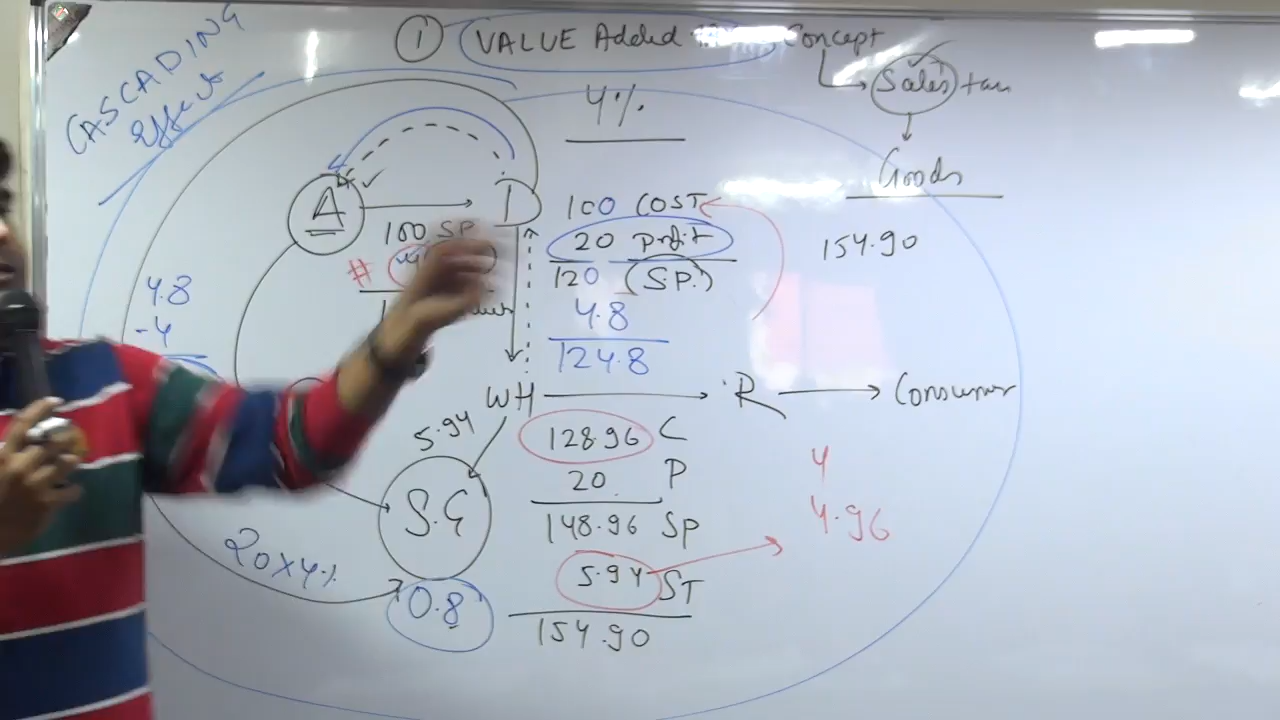 CASCADING
Effect
① VALUE Added Concept
Sales tax
4%
Goods
154.90
A
D
100 SP
#
100 COST
20 Profit
120 (S.P.)
4.8
124.8
4.8
-4
WH
R
Consumer
5.94
S.G
128.96 C
20 P
148.96 SP
5.94 ST
154.90
4
4.96
20 x 4%
0.8